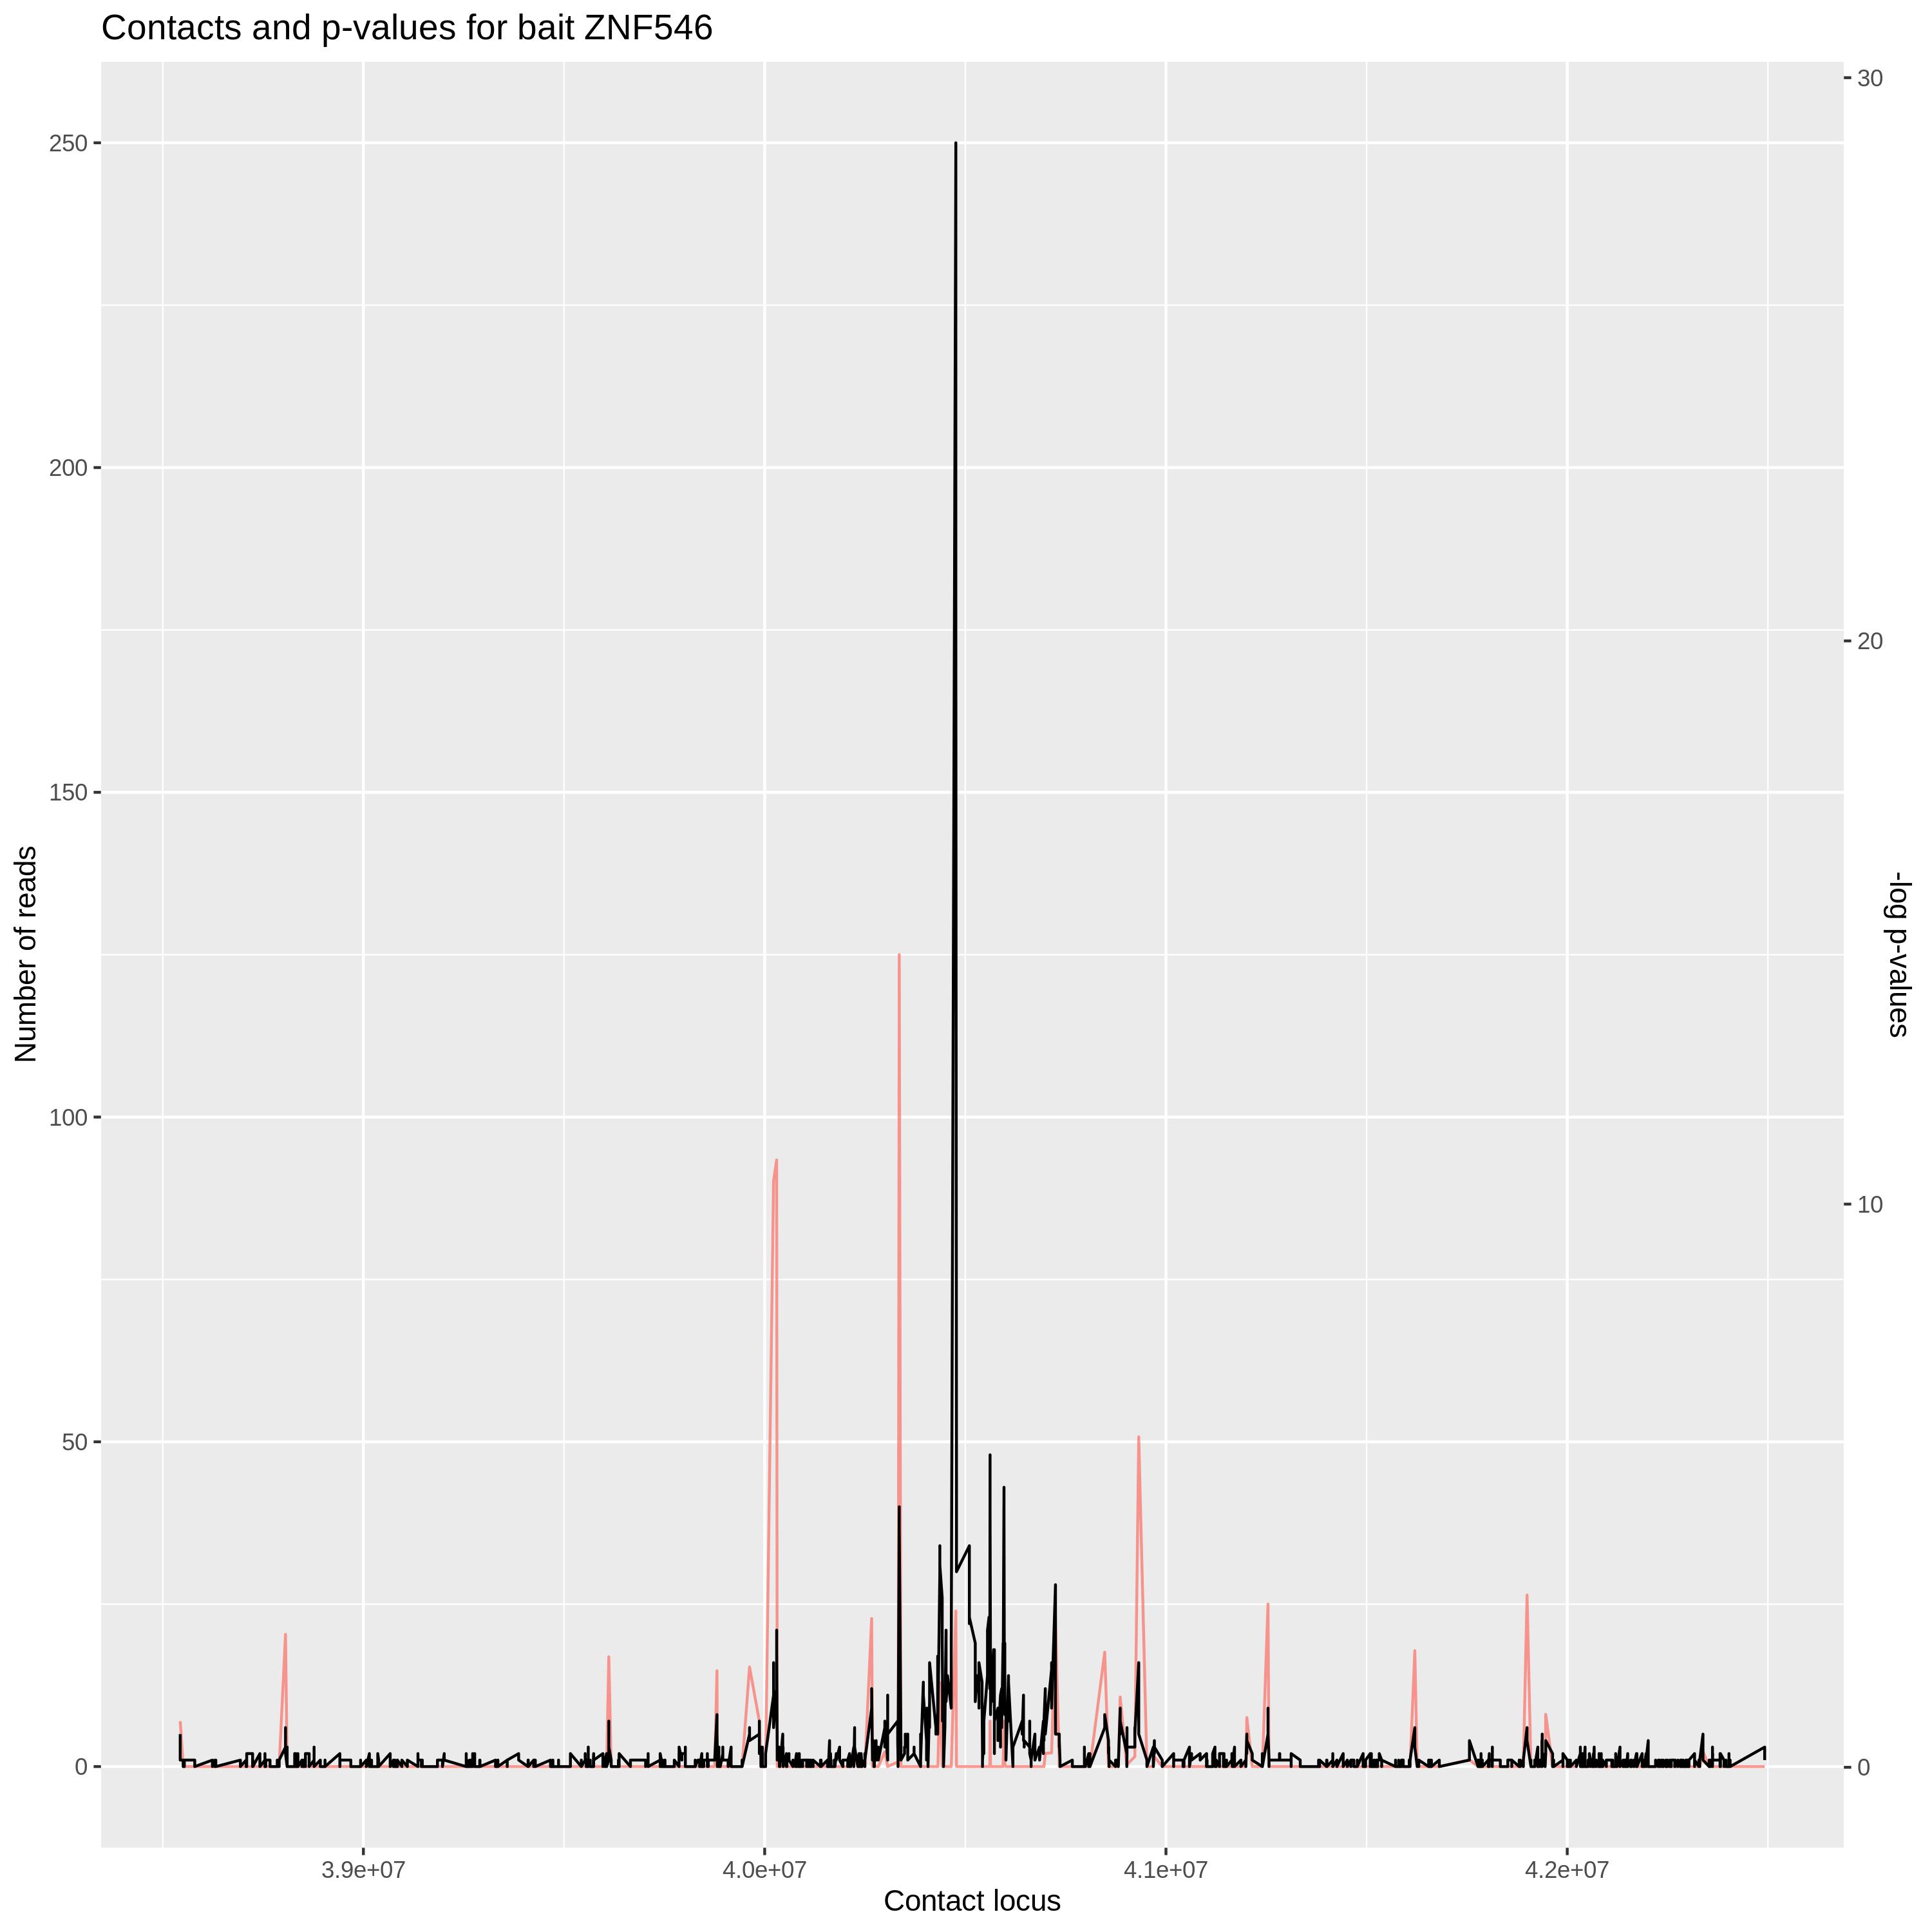 Contacts and p-values for bait ZNF546
250
200
150
100
50
0
Number of reads
30
20
10
0
-log p-values
3.9e+07
4.0e+07
4.1e+07
4.2e+07
Contact locus